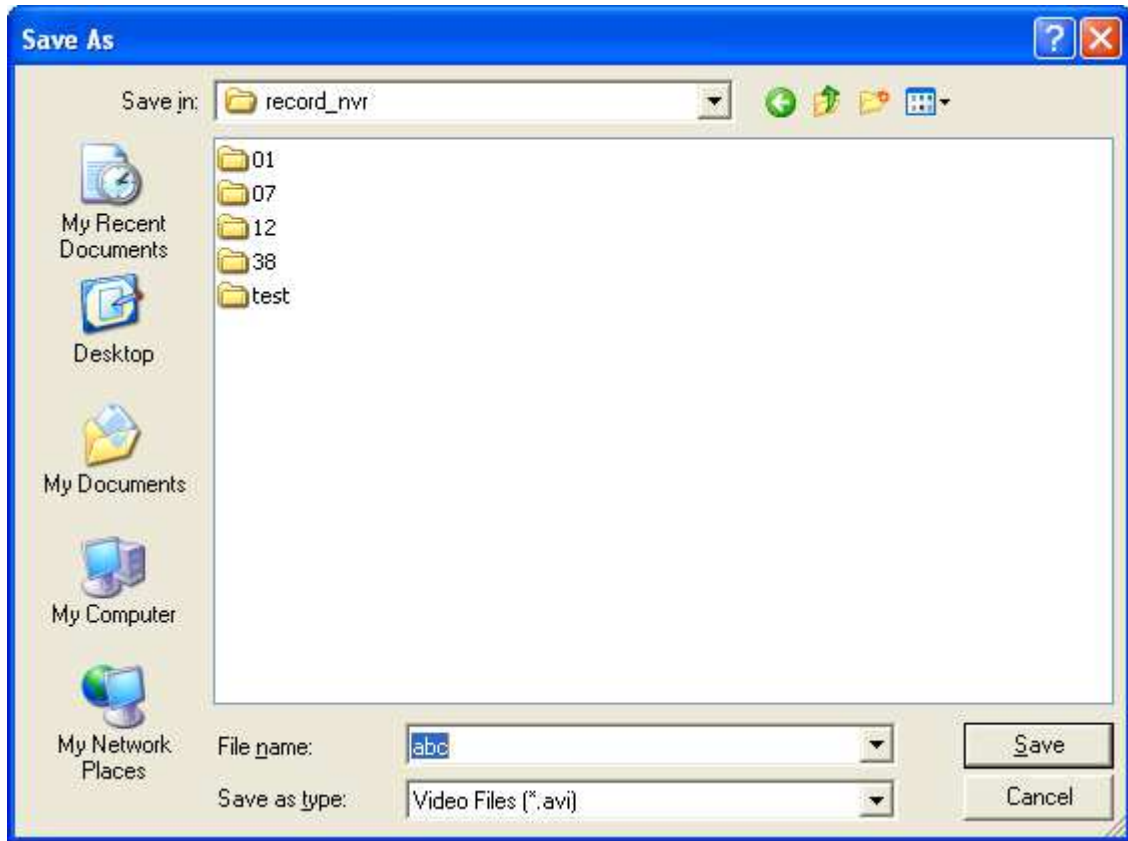 Save As
Save in: record_nvr
01
07
12
38
test
My Recent
Documents
Desktop
My Documents
My Computer
My Network
Places
File name: abc
Save
Save as type: Video Files (*.avi)
Cancel